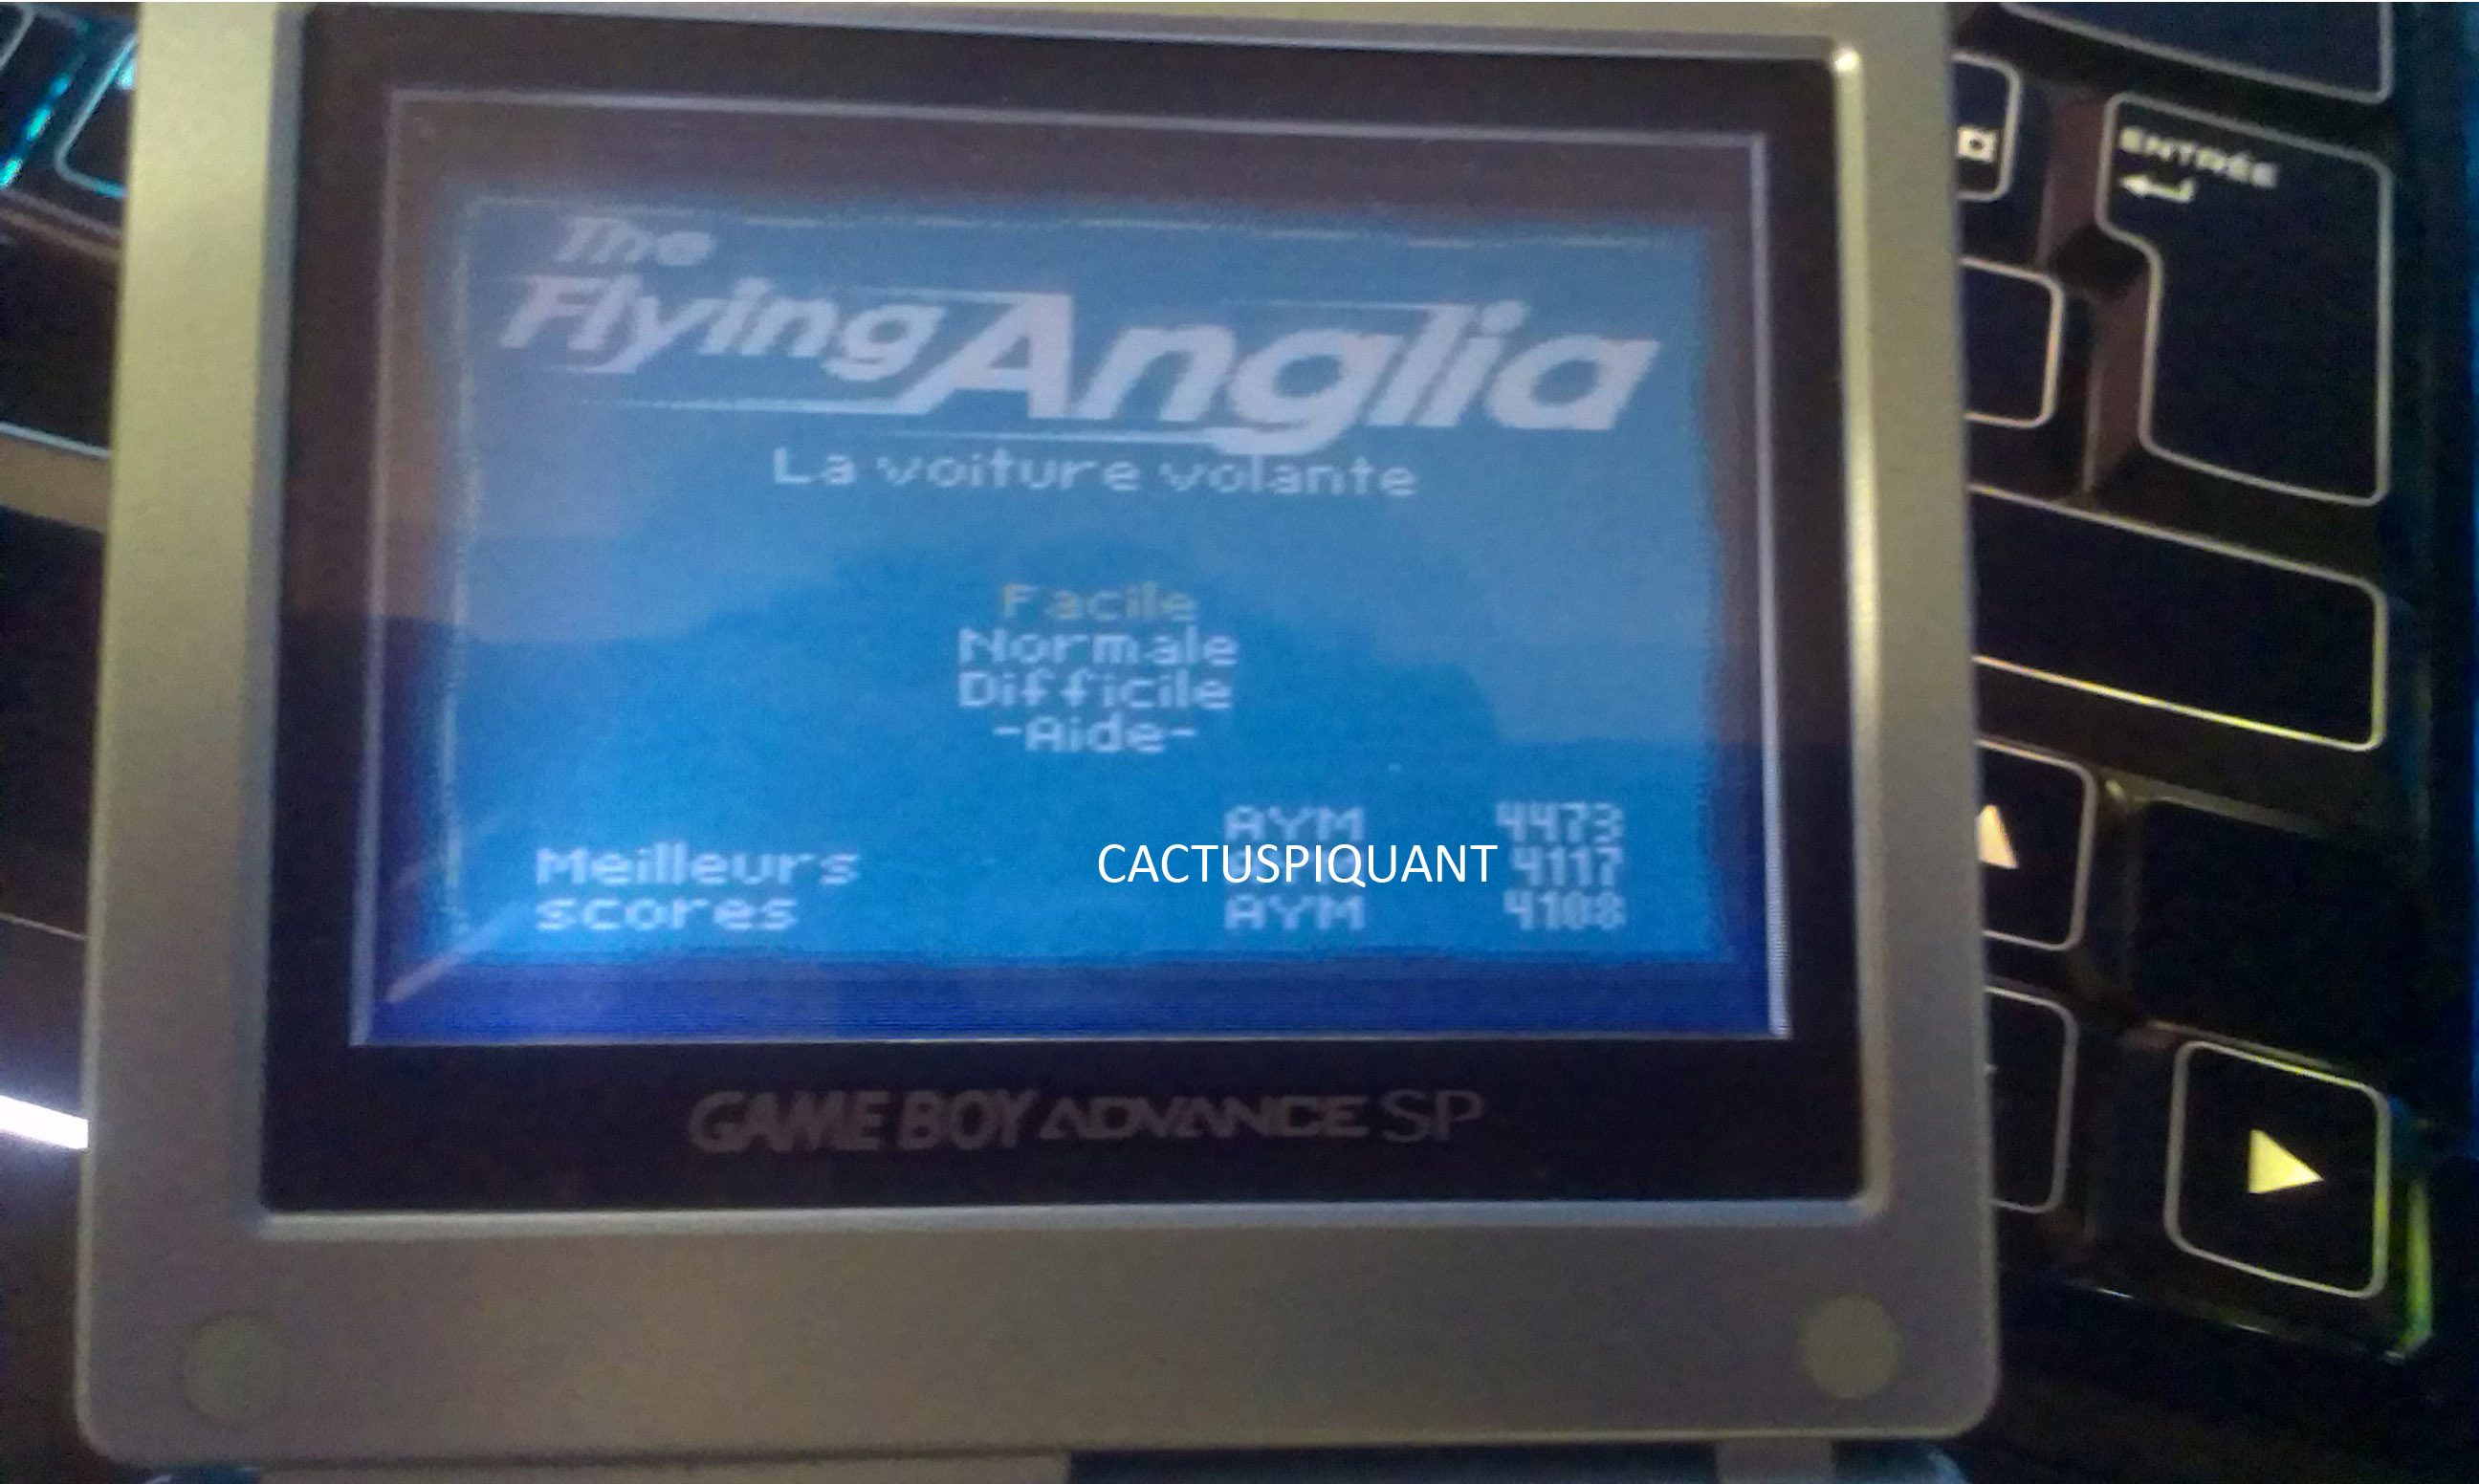 The
Flying Anglia
La voiture volante
Facile
Normale
Difficile
-Aide-
Meilleurs
scores
AYM 4473
CACTUSPIQUANT 4117
AYM 4108
GAME BOY ADVANCE SP
ENTRÉE